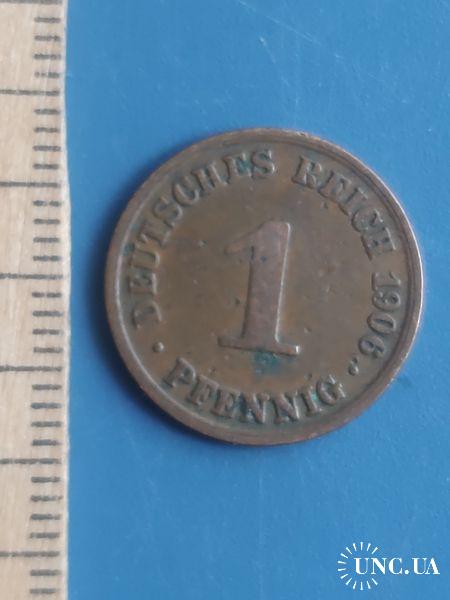 DEUTSCHES REICH 1906
1
PFENNIG
UNC.UA